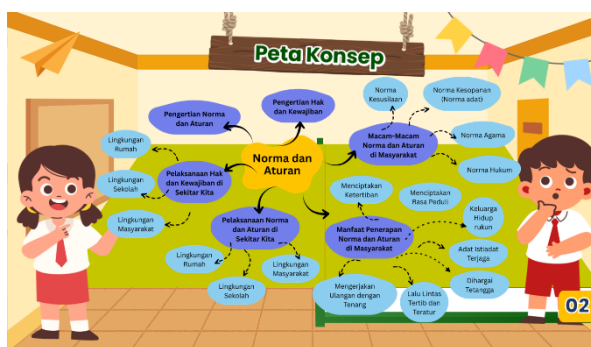 Peta Konsep
Pengertian Norma
dan Aturan
Pengertian Hak
dan Kewajiban
Norma
Kesusilaan
Norma Kesopanan
(Norma adat)
Macam-Macam
Norma dan Aturan
di Masyarakat
Norma Agama
Norma Hukum
Norma dan
Aturan
Lingkungan
Rumah
Lingkungan
Sekolah
Lingkungan
Masyarakat
Pelaksanaan Hak
dan Kewajiban di
Sekitar Kita
Pelaksanaan Norma
dan Aturan di
Sekitar Kita
Lingkungan
Rumah
Lingkungan
Sekolah
Lingkungan
Masyarakat
Menciptakan
Ketertiban
Menciptakan
Rasa Peduli
Keluarga
Hidup
rukun
Manfaat Penerapan
Norma dan Aturan
di Masyarakat
Adat Istiadat
Terjaga
Dihargai
Tetangga
Mengerjakan
Ulangan dengan
Tenang
Lalu Lintas
Tertib dan
Teratur
02